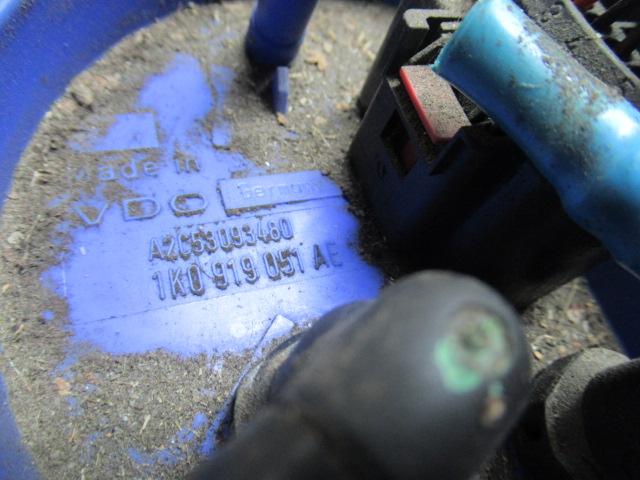 Made in
VDO Germany
A2C53093480
1K0 919 051 AE